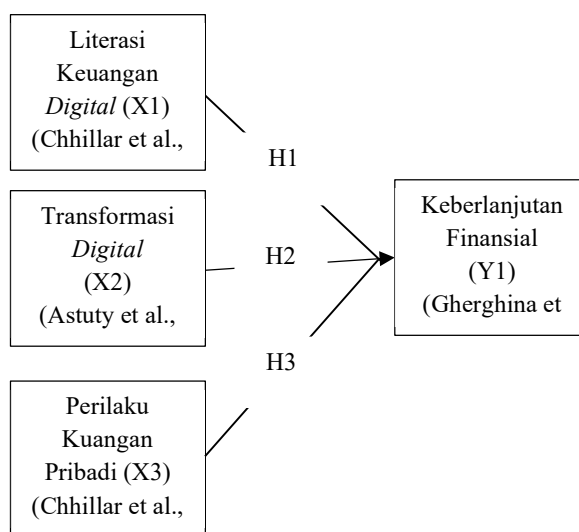 Literasi
Keuangan
Digital (X1)
(Chhillar et al.,
H1
Transformasi
Digital
(X2)
(Astuty et al.,
H2
Keberlanjutan
Finansial
(Y1)
(Gherghina et
H3
Perilaku
Kuangan
Pribadi (X3)
(Chhillar et al.,